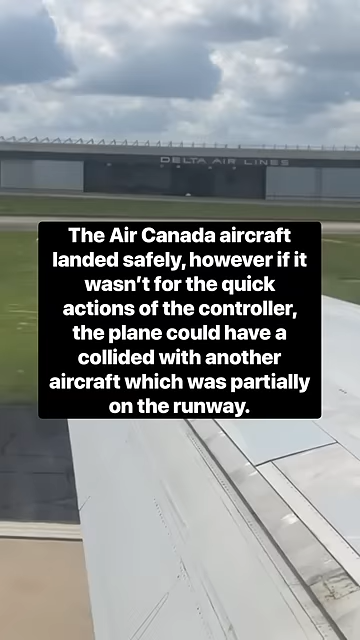 DELTA AIR LINES
The Air Canada aircraft
landed safely, however if it
wasn’t for the quick
actions of the controller,
the plane could have a
collided with another
aircraft which was partially
on the runway.